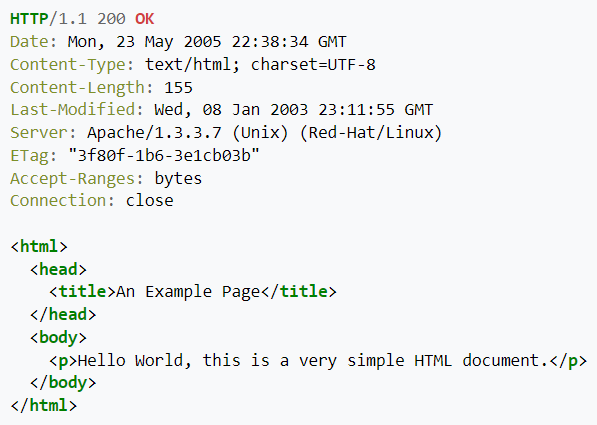 HTTP/1.1 200 OK
Date: Mon, 23 May 2005 22:38:34 GMT
Content-Type: text/html; charset=UTF-8
Content-Length: 155
Last-Modified: Wed, 08 Jan 2003 23:11:55 GMT
Server: Apache/1.3.3.7 (Unix) (Red-Hat/Linux)
ETag: "3f80f-1b6-3e1cb03b"
Accept-Ranges: bytes
Connection: close

<html>
  <head>
    <title>An Example Page</title>
  </head>
  <body>
    <p>Hello World, this is a very simple HTML document.</p>
  </body>
</html>